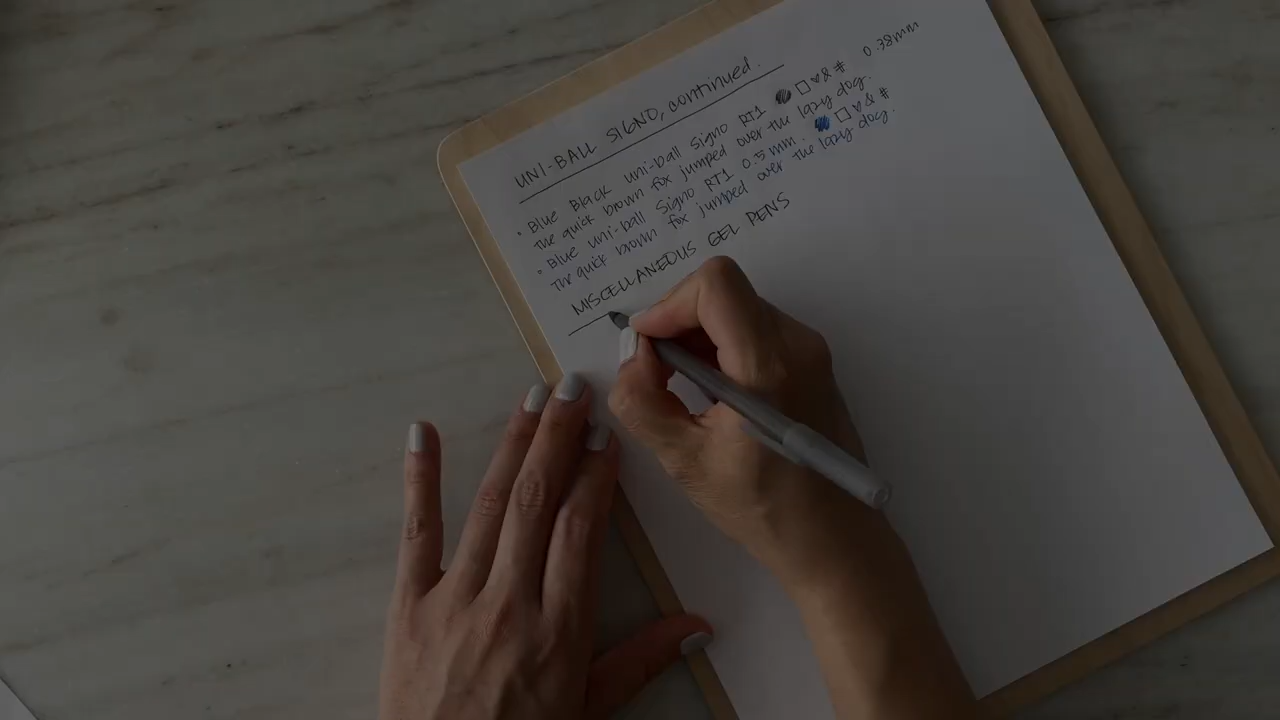 UNI-BALL SIGNO, continued.
• Blue Black uni-ball Signo RT1 □ ♥ & # 0.38mm
The quick brown fox jumped over the lazy dog.
• Blue uni-ball Signo RT1 0.5mm. □ ♥ & #
The quick brown fox jumped over the lazy dog.
MISCELLANEOUS GEL PENS